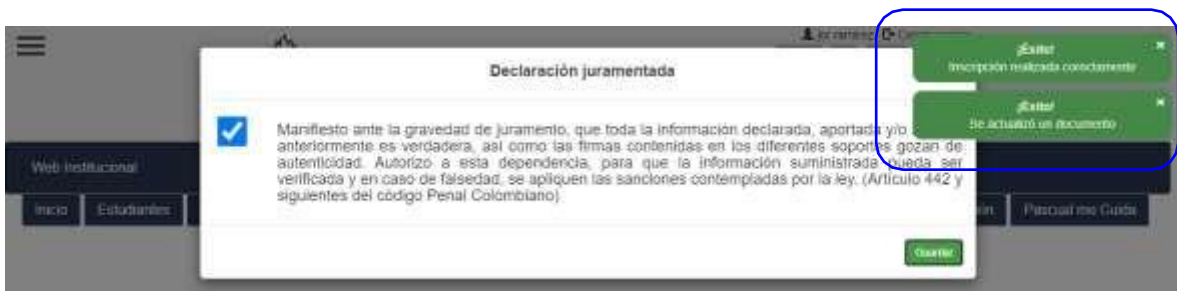 Declaración juramentada
¡Éxito!
Inscripción realizada correctamente
¡Éxito!
Se actualizó un documento
Manifiesto ante la gravedad de juramento, que toda la información declarada, aportada y/o
anteriormente es verdadera, así como las firmas contenidas en los diferentes soportes gozan de
autenticidad. Autorizo a esta dependencia, para que la información suministrada pueda ser
verificada y en caso de falsedad, se apliquen las sanciones contempladas por la ley. (Artículo 442 y
siguientes del código Penal Colombiano)
Web Institucional
Inicio Estudiantes Pascual me Cuida
Guardar